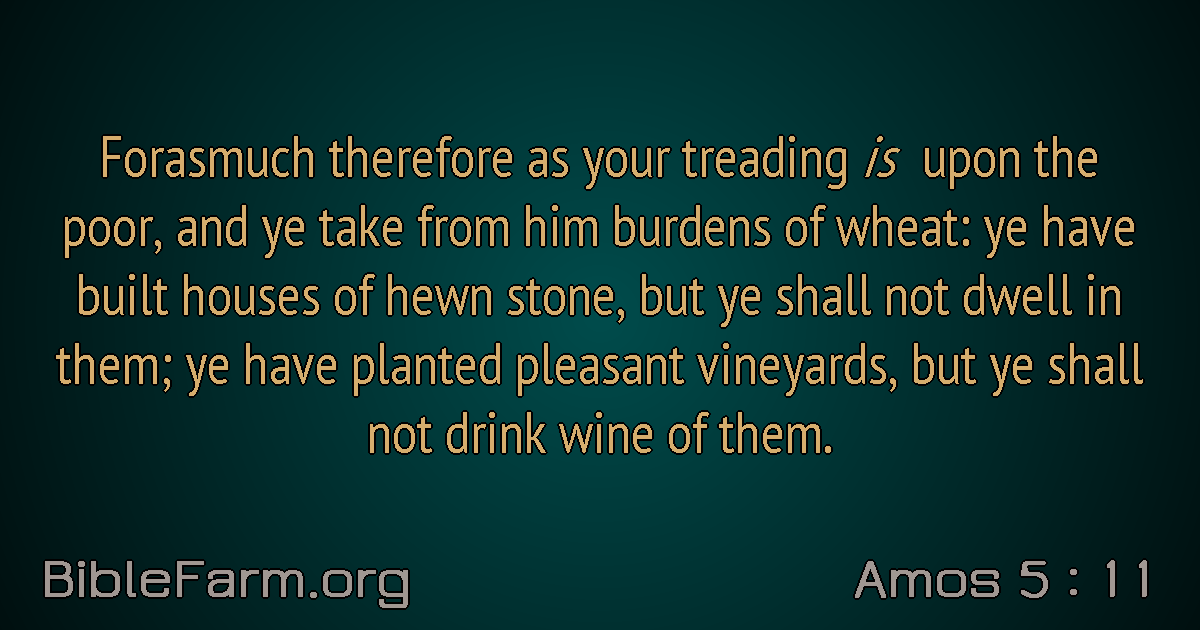 Forasmuch therefore as your treading is upon the
poor, and ye take from him burdens of wheat: ye have
built houses of hewn stone, but ye shall not dwell in
them; ye have planted pleasant vineyards, but ye shall
not drink wine of them.
BibleFarm.org
Amos 5 : 11